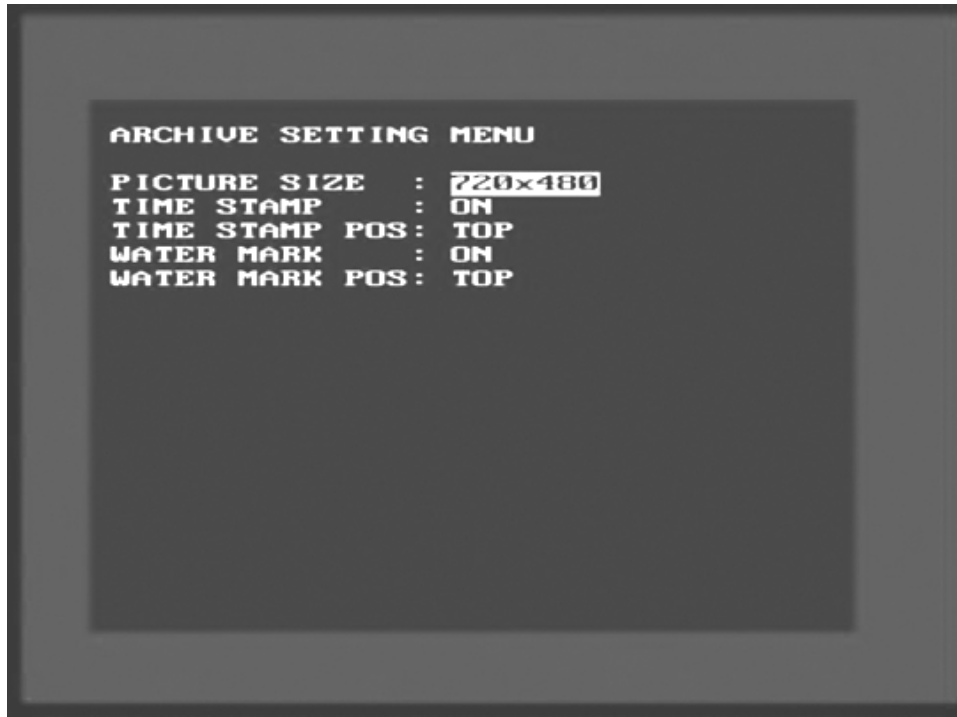 ARCHIVE SETTING MENU
PICTURE SIZE : 720x480
TIME STAMP : ON
TIME STAMP POS: TOP
WATER MARK : ON
WATER MARK POS: TOP